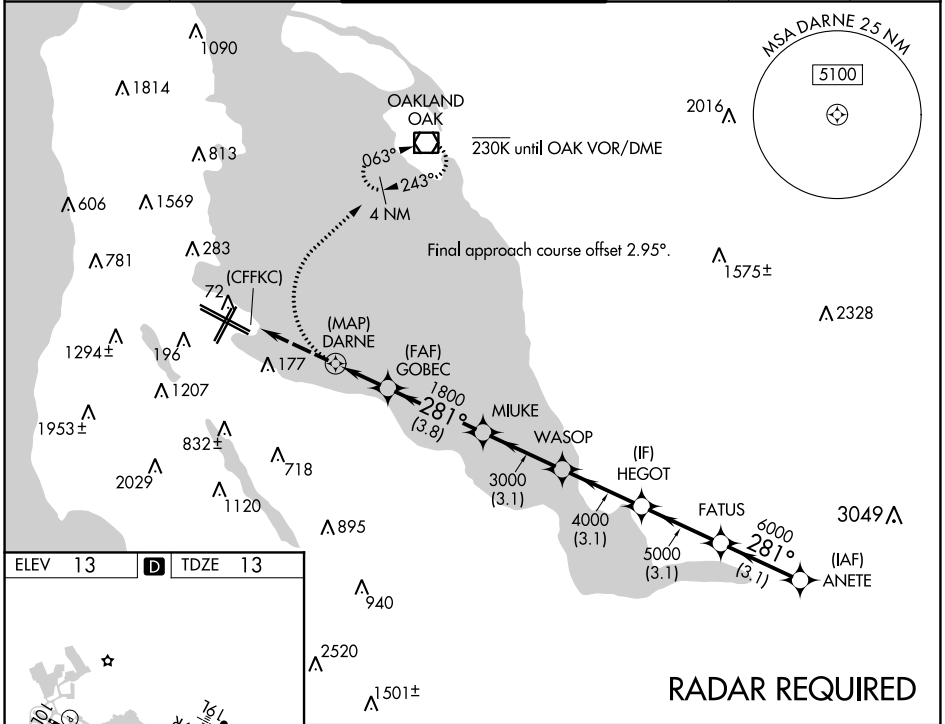 1090
MSA DARNE 25 NM
5100
1814
OAKLAND
OAK
2016
230K until OAK VOR/DME
813
063°
243°
4 NM
606
1569
283
Final approach course offset 2.95°.
781
1575±
(CFFKC)
72
2328
(MAP)
DARNE
1294±
196
177
(FAF)
GOBEC
1207
1800
281°
(3.8)
MIUKE
1953±
832±
WASOP
(IF)
HEGOT
718
3000
(3.1)
2029
1120
FATUS
4000
(3.1)
3049
895
6000
281°
(3.1)
5000
(3.1)
(IAF)
ANETE
ELEV 13 D TDZE 13
940
2520
RADAR REQUIRED
1501±
10L
19L